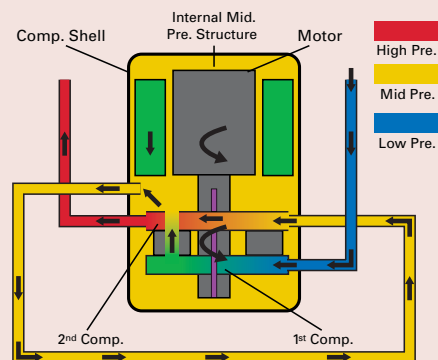 Internal Mid.
Pre. Structure
Comp. Shell
Motor
High Pre.
Mid Pre.
Low Pre.
2nd Comp.
1st Comp.